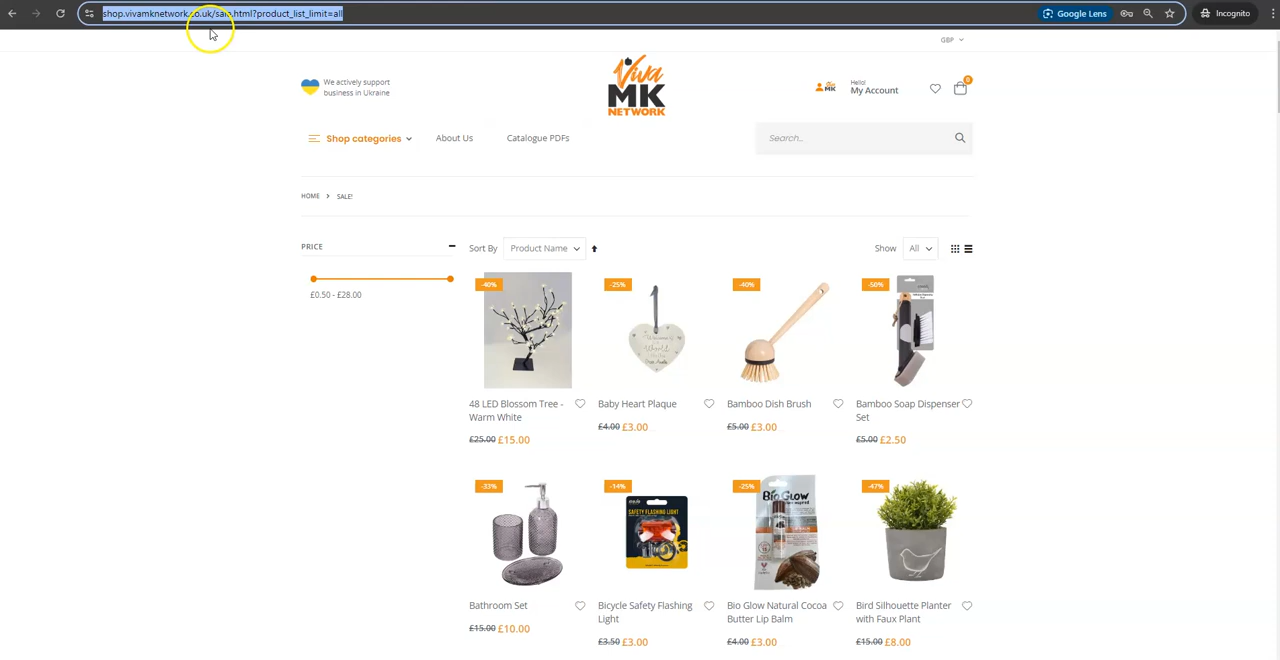 shop.vivamknetwork.co.uk/sale.html?product_list_limit=all
Google Lens
Incognito
GBP
We actively support
business in Ukraine
Viva
MK
NETWORK
Hello!
My Account
0
Shop categories
About Us
Catalogue PDFs
Search...
HOME > SALE!
PRICE
£0.50 - £28.00
Sort By Product Name
Show All
-40% -25% -40% -50%
48 LED Blossom Tree -
Warm White
£25.00 £15.00
Baby Heart Plaque
£4.00 £3.00
Bamboo Dish Brush
£5.00 £3.00
Bamboo Soap Dispenser
Set
£5.00 £2.50
-33% -14% -25% -47%
SAFETY FLASHING
LIGHT
Bio Glow
Bathroom Set
£15.00 £10.00
Bicycle Safety Flashing
Light
£3.50 £3.00
Bio Glow Natural Cocoa
Butter Lip Balm
£4.00 £3.00
Bird Silhouette Planter
with Faux Plant
£15.00 £8.00